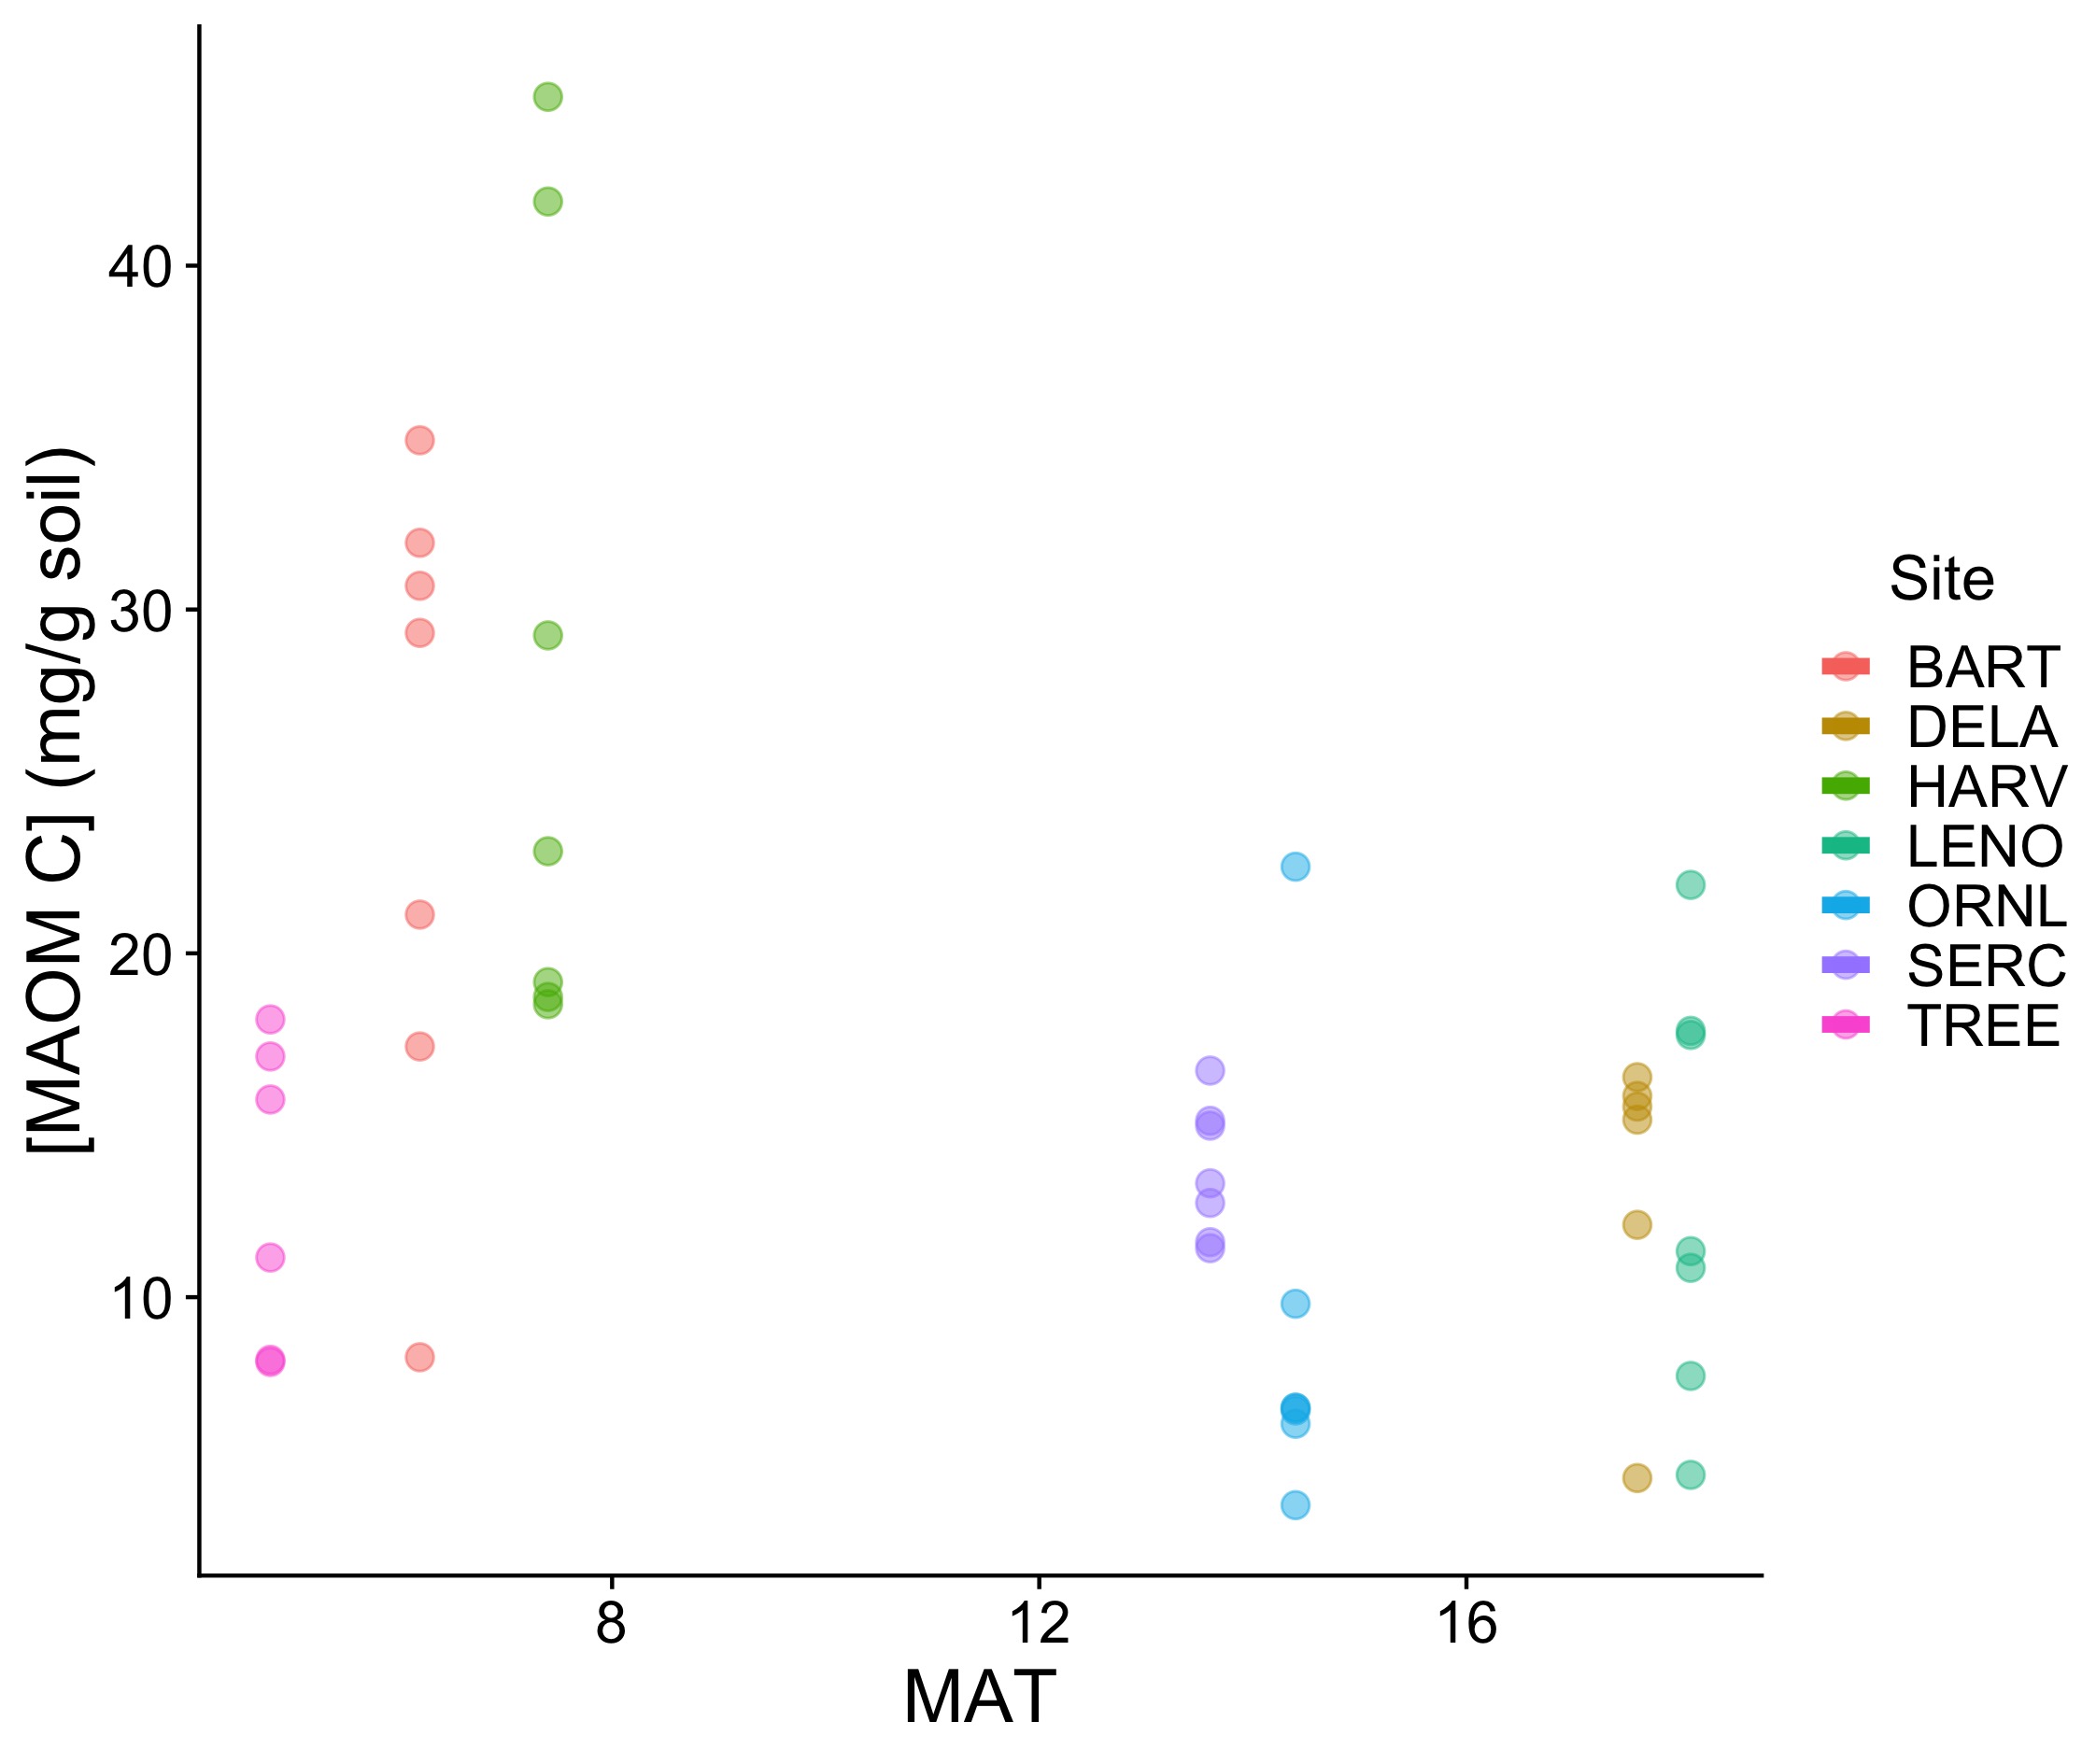 [MAOM C] (mg/g soil)
40
30
20
10
8
12
16
MAT
Site
BART
DELA
HARV
LENO
ORNL
SERC
TREE